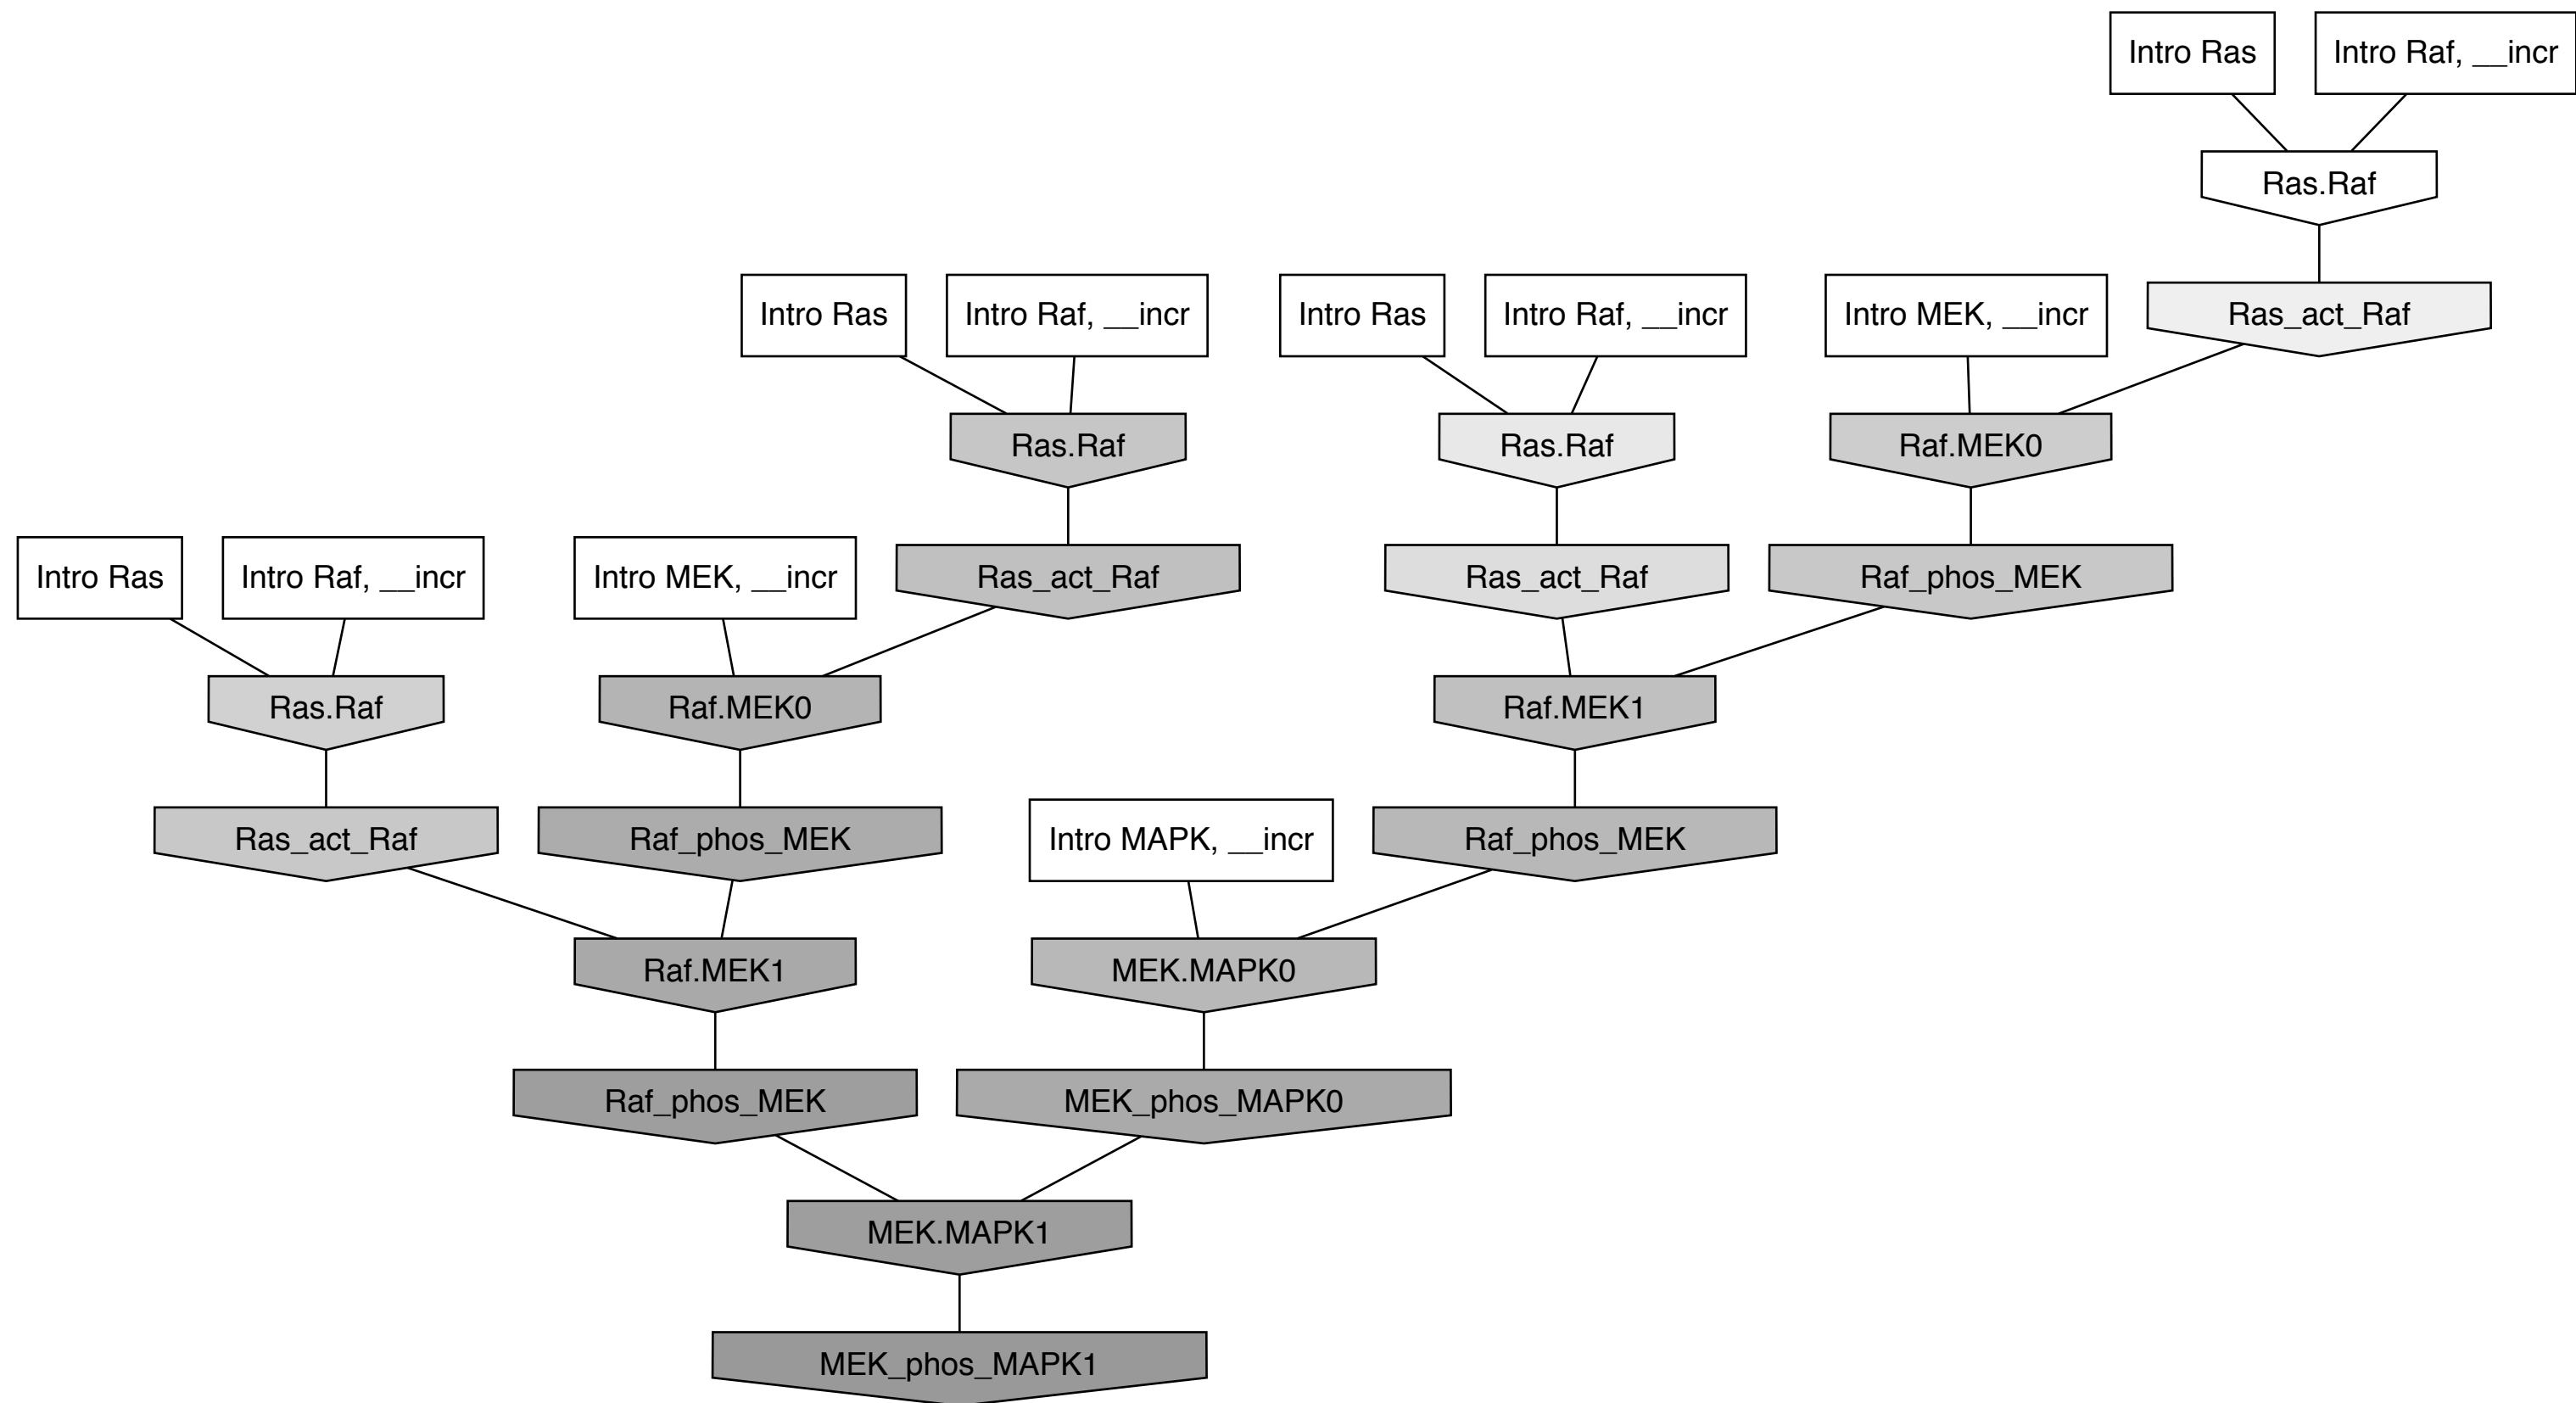 Intro Ras
Intro Raf, __incr
Ras.Raf
Intro Ras
Intro Raf, __incr
Intro Ras
Intro Raf, __incr
Intro MEK, __incr
Ras_act_Raf
Ras.Raf
Ras.Raf
Raf.MEK0
Intro Ras
Intro Raf, __incr
Intro MEK, __incr
Ras_act_Raf
Ras_act_Raf
Raf_phos_MEK
Ras.Raf
Raf.MEK0
Raf.MEK1
Ras_act_Raf
Raf_phos_MEK
Intro MAPK, __incr
Raf_phos_MEK
Raf.MEK1
MEK.MAPK0
Raf_phos_MEK
MEK_phos_MAPK0
MEK.MAPK1
MEK_phos_MAPK1